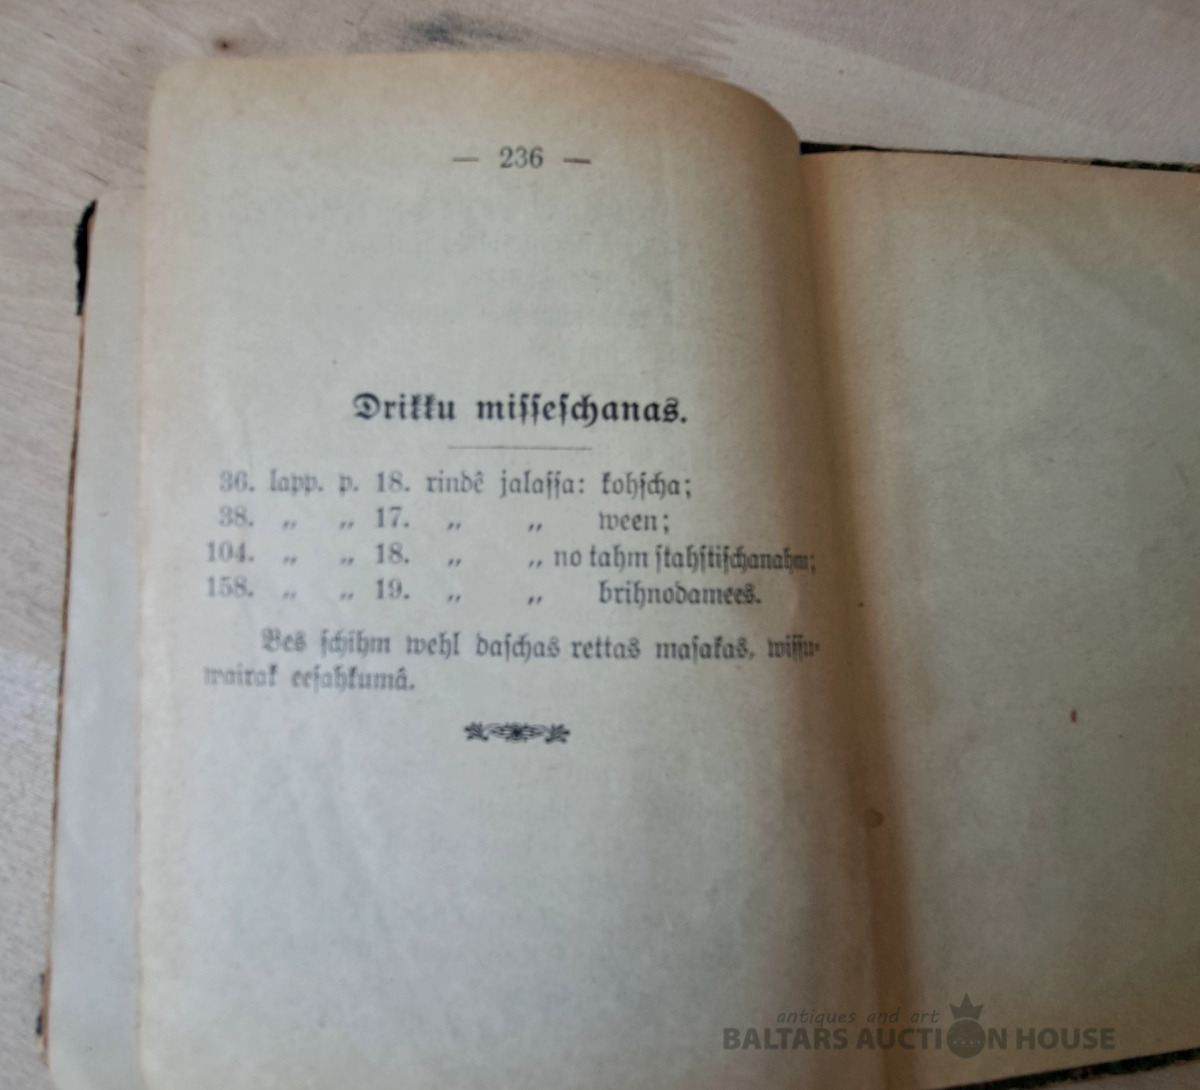 — 236 —
Drikku misseschanas.
36. lapp. p. 18. rindê jalassa: kohscha;
38. „ „ 17. „ „ ween;
104. „ „ 18. „ „ no tahm stahstischanahm;
158. „ „ 19. „ „ brihnodamees.
Bes schihm wehl daschas rettas masakas, wissu-
wairak eesahkumâ.
antiques and art
BALTARS AUCTION HOUSE